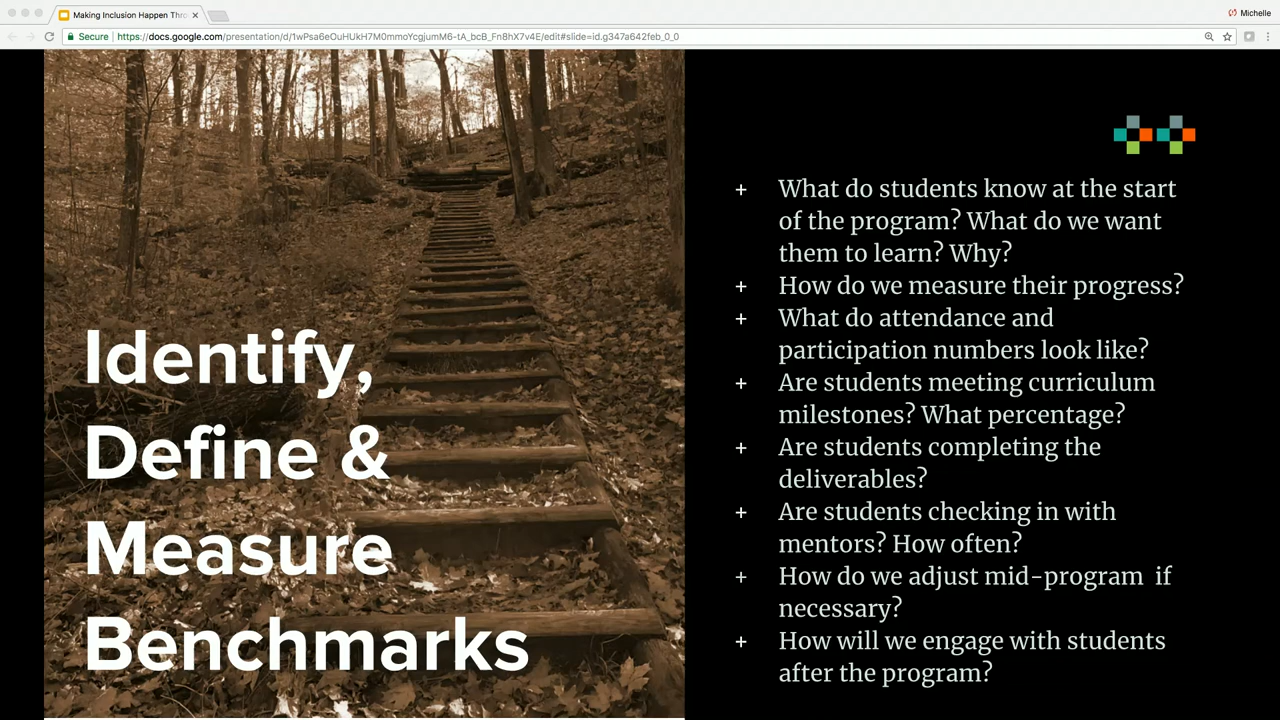 Making Inclusion Happen Thro
Michelle
Secure
https://docs.google.com/presentation/d/1wPsa6eOuHUkH7M0mmoYcgjumM6-tA_bcB_Fn8hX7v4E/edit#slide=id.g347a642feb_0_0
Identify,
Define &
Measure
Benchmarks
+ What do students know at the start
of the program? What do we want
them to learn? Why?
+ How do we measure their progress?
+ What do attendance and
participation numbers look like?
+ Are students meeting curriculum
milestones? What percentage?
+ Are students completing the
deliverables?
+ Are students checking in with
mentors? How often?
+ How do we adjust mid-program if
necessary?
+ How will we engage with students
after the program?